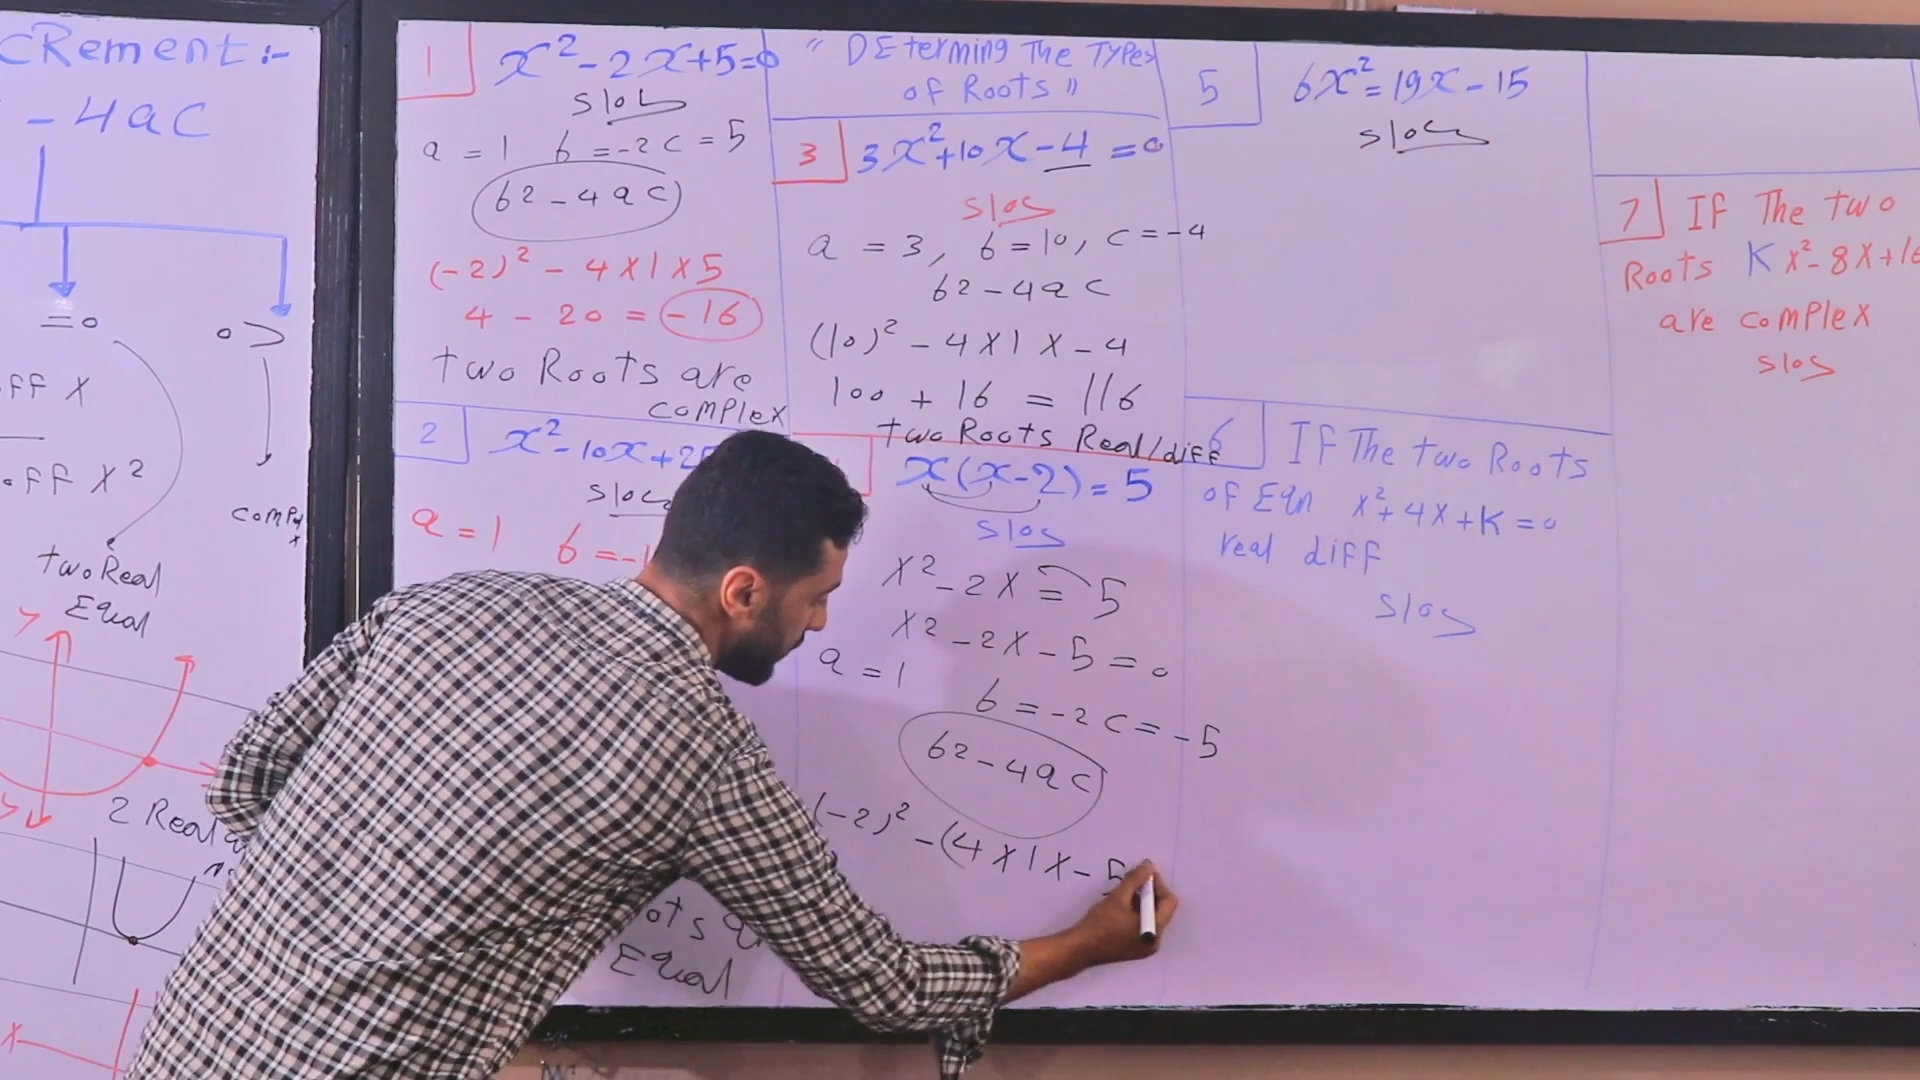 cRement:-
- 4ac
= 0
0 >
.FF X
.FF X2
compl
x
two Real
Equal
y
2 Real
X
1
x² - 2x + 5 = 0
a = 1 b = -2 c = 5
b2 - 4ac
(-2)² - 4 x 1 x 5
4 - 20 = -16
two Roots are
complex
2
x² - 10x + 2
a = 1 b = -1
ots a
Equal
" DEterming The Types
of Roots "
3
3x² + 10x - 4 = 0
slos
a = 3, b = 10, c = -4
b2 - 4ac
(10)² - 4 x 1 x - 4
100 + 16 = 116
two Roots Real/diff
x(x - 2) = 5
slos
x2 - 2x = 5
x2 - 2x - 5 = 0
a = 1
b = -2 c = -5
b2 - 4ac
(-2)² - (4 x 1 x - 5
5
6x² = 19x - 15
6
IF The two Roots
of Eqn x² + 4x + K = 0
real diff
slos
7
IF The two
Roots K x² - 8x + 16
are complex
slos